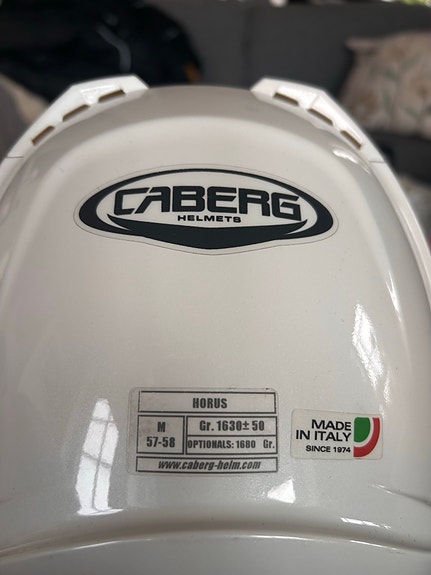 CABERG
HELMETS
HORUS
M
57-58
Gr. 1630± 50
OPTIONALS: 1680 Gr.
www.caberg-helm.com
MADE
IN ITALY
SINCE 1974